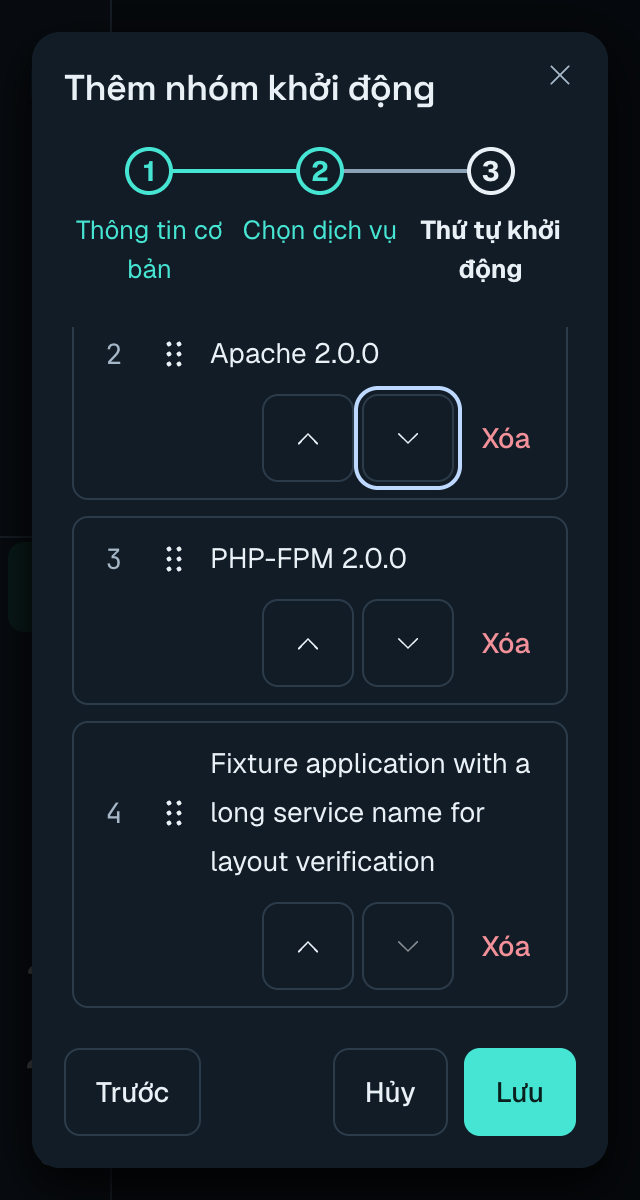 Thêm nhóm khởi động
1
2
3
Thông tin cơ
bản
Chọn dịch vụ
Thứ tự khởi
động
2
Apache 2.0.0
Xóa
3
PHP-FPM 2.0.0
Xóa
4
Fixture application with a
long service name for
layout verification
Xóa
Trước
Hủy
Lưu